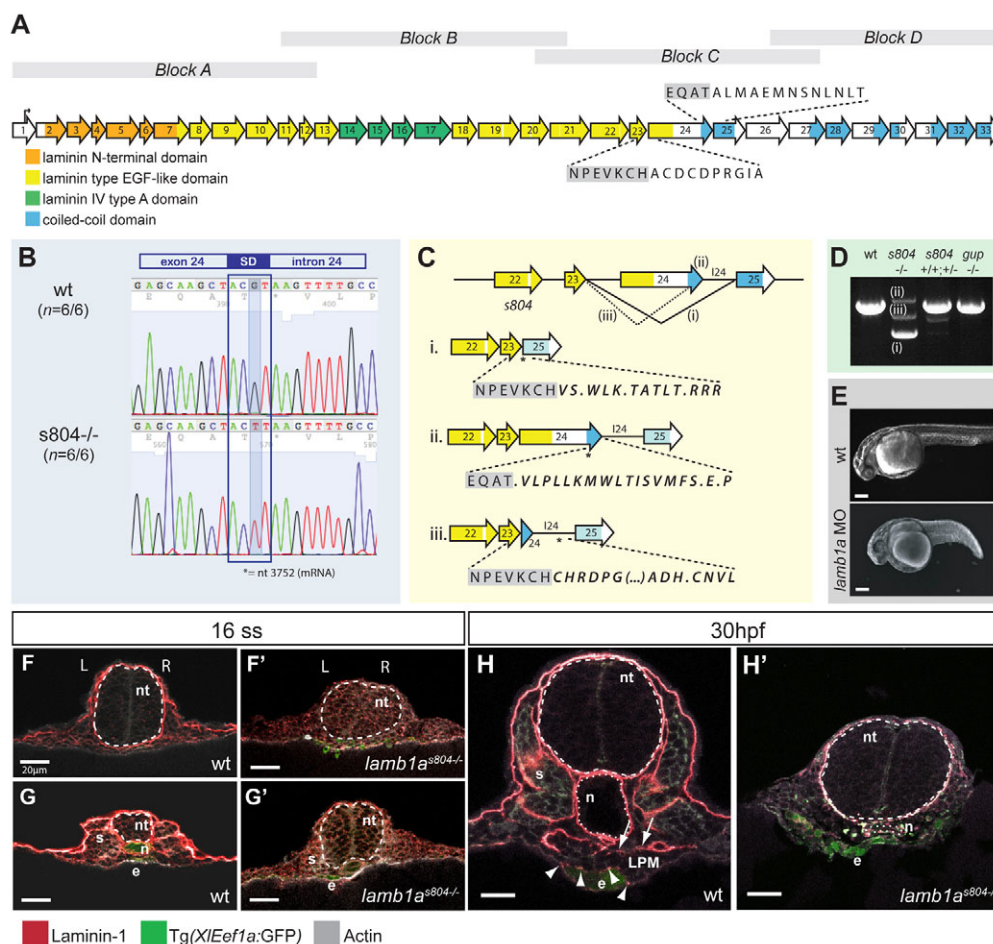 A
Block A
Block B
Block C
Block D
EQATALMAEMNSNLNLT
1 2 3 4 5 6 7 8 9 10 11 12 13 14 15 16 17 18 19 20 21 22 23 24 25 26 27 28 29 30 31 32 33
NPEVKCHACDCDPRGIA
laminin N-terminal domain
laminin type EGF-like domain
laminin IV type A domain
coiled-coil domain
B
exon 24 SD intron 24
wt
(n=6/6)
GAGCAAGCTACGTAAGTTTTGCC
E Q A T * V L P
400
s804-/-
(n=6/6)
560 570 580
GAGCAAGCTACTTAAGTTTTGCC
E Q A T * V L P
*= nt 3752 (mRNA)
C
22 23 24 (ii) I24 25
s804
(iii) (i)
i.
22 23 25
*
NPEVKCHVS.WLK.TATLT.RRR
ii.
22 23 24 I24 25
*
EQAT.VLPLLKMWLTISVMFS.E.P
iii.
22 23 24 I24 25
*
NPEVKCHCHRDPG(...)ADH.CNVL
D
wt s804 -/- s804 +/+;+/- gup -/-
(ii)
(iii)
(i)
E
wt
lamb1a MO
16 ss
30hpf
F
L R
nt
20µm
wt
F'
L R
nt
lamb1a s804-/-
G
nt
s
n
e
wt
G'
nt
s
e
lamb1a s804-/-
H
nt
s
n
LPM
e
wt
H'
nt
n
e
lamb1a s804-/-
Laminin-1 Tg(XlEef1a:GFP) Actin